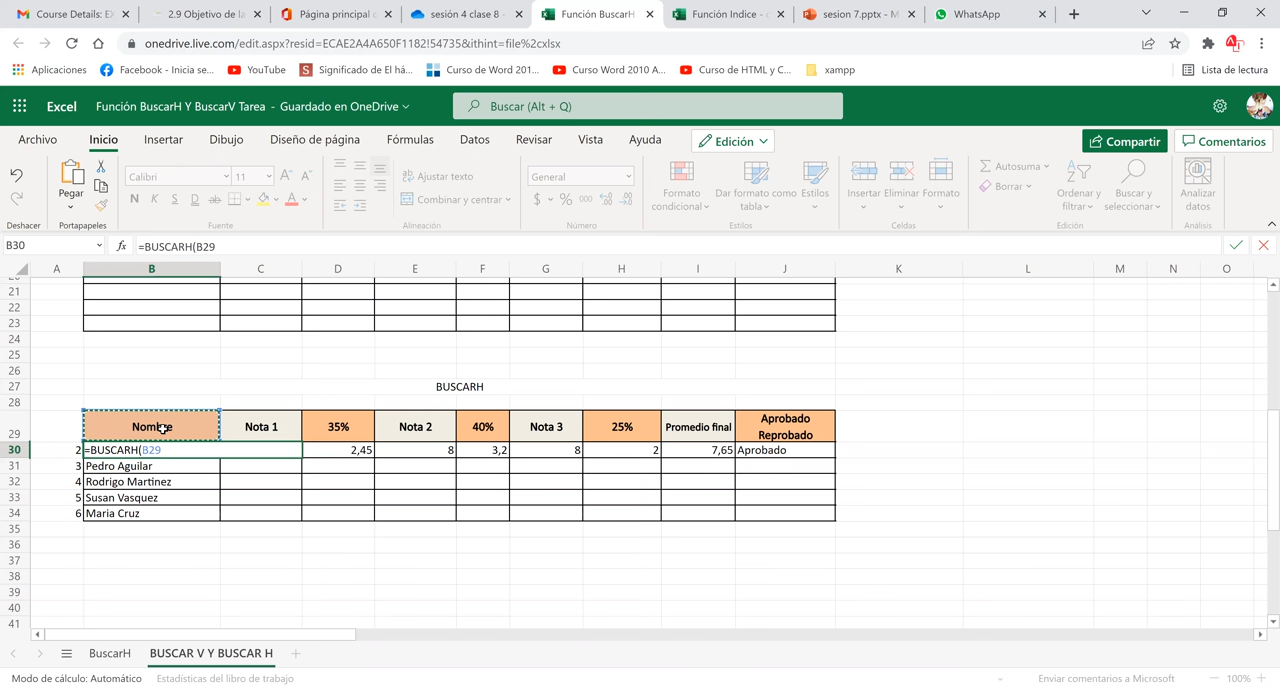 Course Details: EX
2.9 Objetivo de la
Página principal d
sesión 4 clase 8 -
Función BuscarH
Función Indice - c
sesion 7.pptx - M
WhatsApp
onedrive.live.com/edit.aspx?resid=ECAE2A4A650F1182!54735&ithint=file%2cxlsx
Aplicaciones
Facebook - Inicia se...
YouTube
Significado de El há...
Curso de Word 201...
Curso Word 2010 A...
Curso de HTML y C...
xampp
Lista de lectura
Excel
Función BuscarH Y BuscarV Tarea - Guardado en OneDrive
Buscar (Alt + Q)
Archivo
Inicio
Insertar
Dibujo
Diseño de página
Fórmulas
Datos
Revisar
Vista
Ayuda
Edición
Compartir
Comentarios
Pegar
Calibri
11
Ajustar texto
General
Formato condicional
Dar formato como tabla
Estilos
Insertar
Eliminar
Formato
Autosuma
Borrar
Ordenar y filtrar
Buscar y seleccionar
Analizar datos
N K S D ab
Combinar y centrar
$ % 000
Deshacer
Portapapeles
Fuente
Alineación
Número
Estilos
Celdas
Edición
Análisis
B30
fx
=BUSCARH(B29
A B C D E F G H I J K L M N O
21
22
23
24
25
26
27 BUSCARH
28
29 Nombre Nota 1 35% Nota 2 40% Nota 3 25% Promedio final Aprobado Reprobado
30 2 =BUSCARH(B29 2,45 8 3,2 8 2 7,65 Aprobado
31 3 Pedro Aguilar
32 4 Rodrigo Martinez
33 5 Susan Vasquez
34 6 Maria Cruz
35
36
37
38
39
40
41
BuscarH
BUSCAR V Y BUSCAR H
Modo de cálculo: Automático
Estadísticas del libro de trabajo
Enviar comentarios a Microsoft
100%